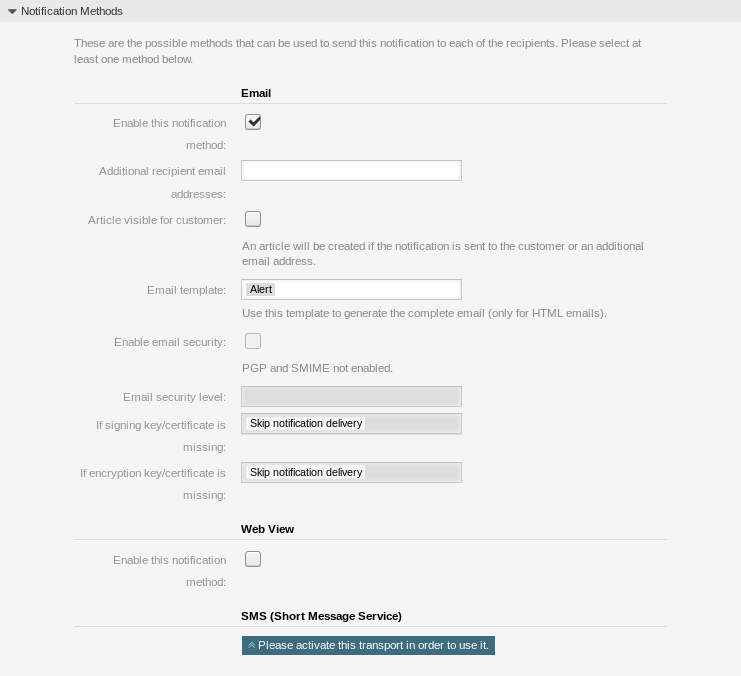 Notification Methods
These are the possible methods that can be used to send this notification to each of the recipients. Please select at
least one method below.
Email
Enable this notification
method:
Additional recipient email
addresses:
Article visible for customer:
An article will be created if the notification is sent to the customer or an additional
email address.
Email template: Alert
Use this template to generate the complete email (only for HTML emails).
Enable email security:
PGP and SMIME not enabled.
Email security level:
If signing key/certificate is Skip notification delivery
missing:
If encryption key/certificate is Skip notification delivery
missing:
Web View
Enable this notification
method:
SMS (Short Message Service)
Please activate this transport in order to use it.